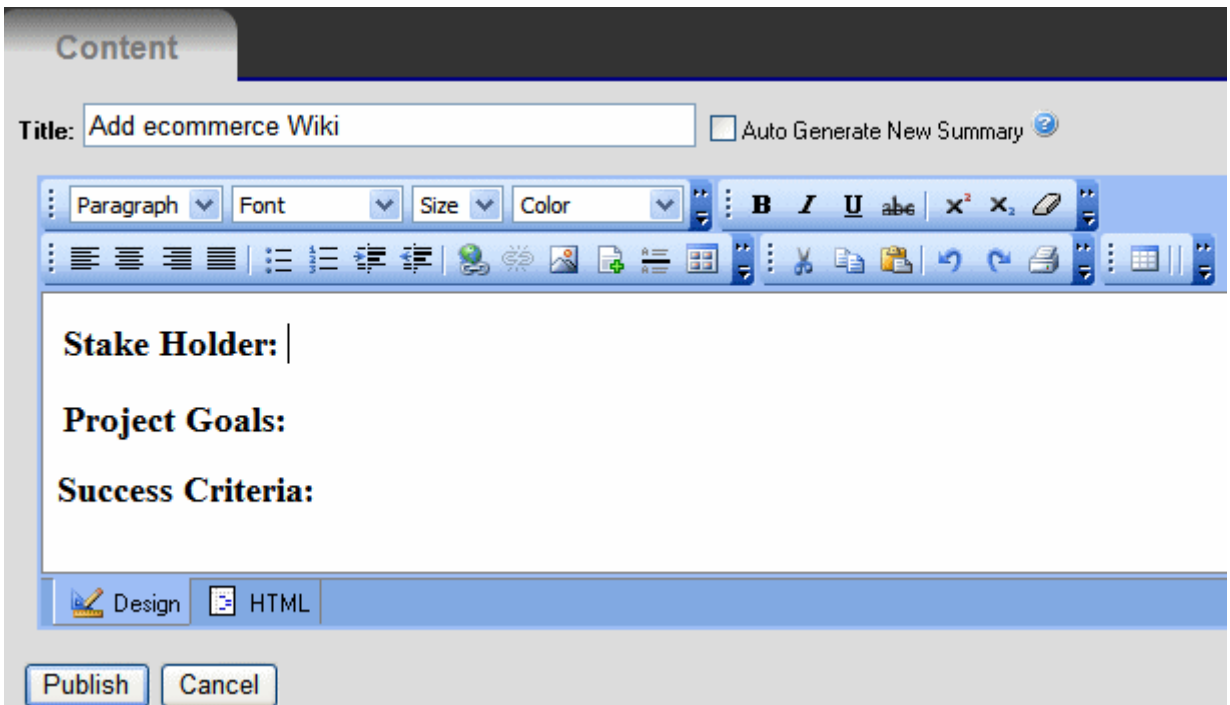 Content
Title: Add ecommerce Wiki Auto Generate New Summary
Paragraph Font Size Color B I U abc x² x₂
Stake Holder:
Project Goals:
Success Criteria:
Design HTML
Publish Cancel